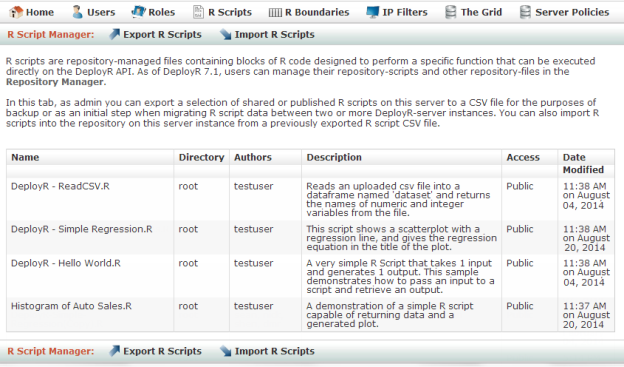 Home Users Roles R Scripts R Boundaries IP Filters The Grid Server Policies
R Script Manager: Export R Scripts Import R Scripts
R scripts are repository-managed files containing blocks of R code designed to perform a specific function that can be executed
directly on the DeployR API. As of DeployR 7.1, users can manage their repository-scripts and other repository-files in the
Repository Manager.
In this tab, as admin you can export a selection of shared or published R scripts on this server to a CSV file for the purposes of
backup or as an initial step when migrating R script data between two or more DeployR-server instances. You can also import R
scripts into the repository on this server instance from a previously exported R script CSV file.
Name Directory Authors Description Access Date
Modified
DeployR - ReadCSV.R root testuser Reads an uploaded csv file into a Public 11:38 AM
dataframe named 'dataset' and returns on August
the names of numeric and integer 04, 2014
variables from the file.
DeployR - Simple Regression.R root testuser This script shows a scatterplot with a Public 11:38 AM
regression line, and gives the regression on August
equation in the title of the plot. 20, 2014
DeployR - Hello World.R root testuser A very simple R Script that takes 1 input Public 11:38 AM
and generates 1 output. This sample on August
demonstrates how to pass an input to a 04, 2014
script and retrieve an output.
Histogram of Auto Sales.R root testuser A demonstration of a simple R script Public 11:37 AM
capable of returning data and a on August
generated plot. 20, 2014
R Script Manager: Export R Scripts Import R Scripts